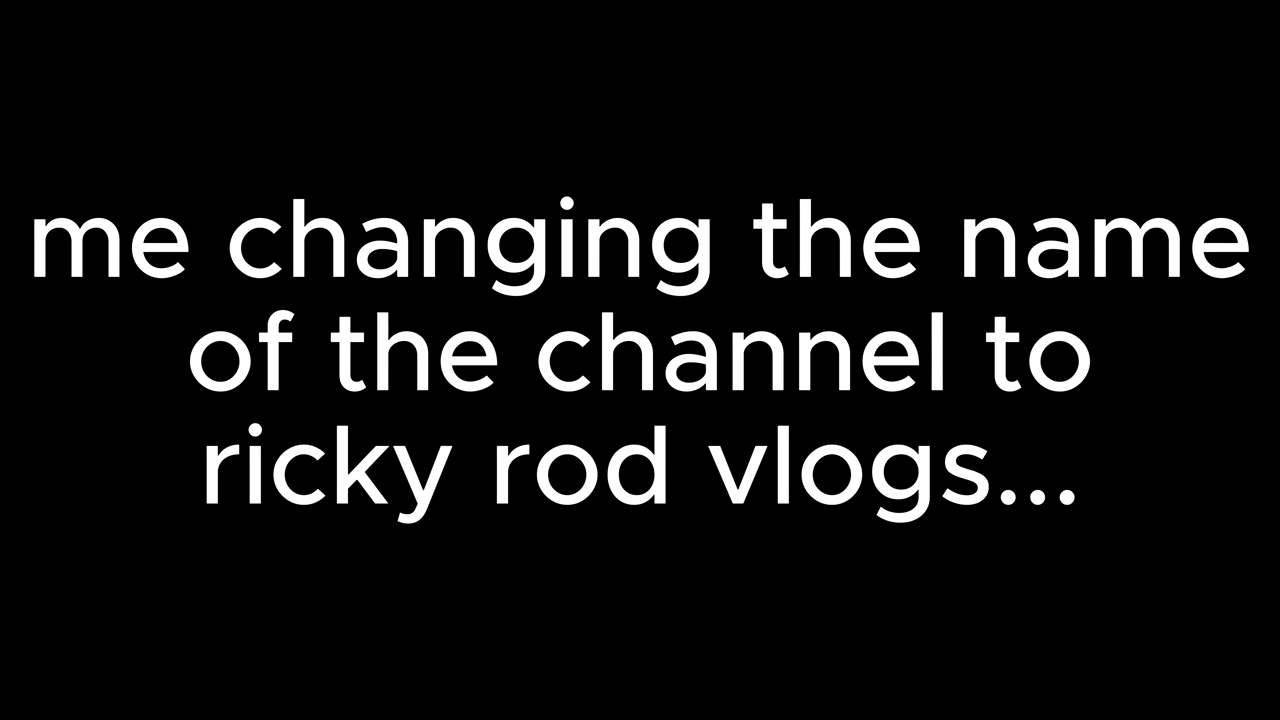 me changing the name
of the channel to
ricky rod vlogs...